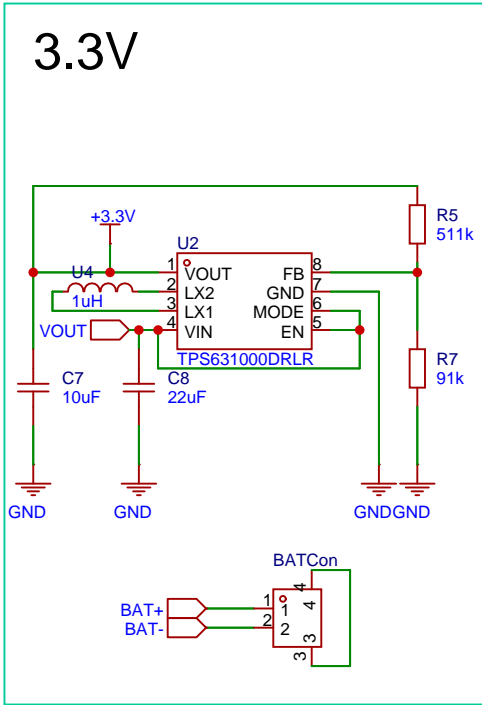 3.3V
+3.3V
R5
511k
U2
U4
1uH
1 VOUT FB 8
2 LX2 GND 7
3 LX1 MODE 6
4 VIN EN 5
VOUT
TPS631000DRLR
C7
10uF
C8
22uF
R7
91k
GND GND GND GND
BATCon
BAT+ 1 1 4 4
BAT- 2 2 3 3